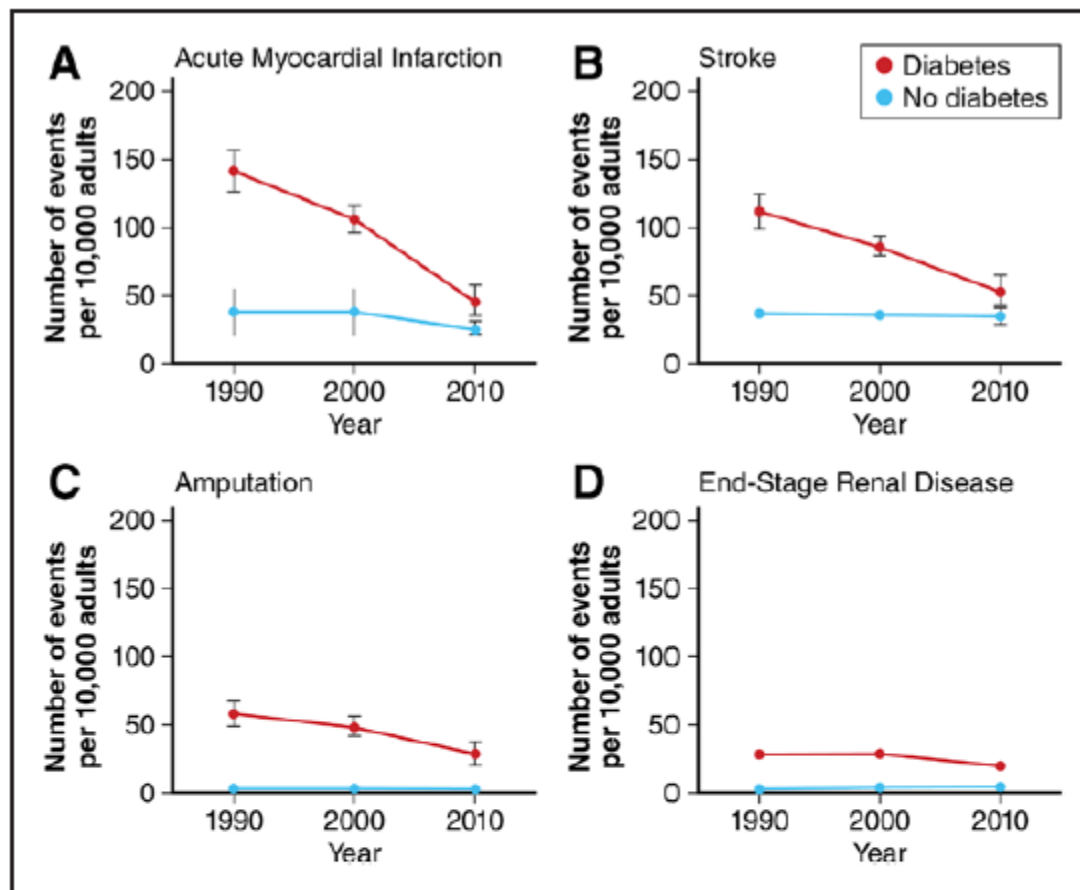 A Acute Myocardial Infarction
Number of events
per 10,000 adults
200
150
100
50
0
1990 2000 2010
Year
B Stroke
Diabetes
No diabetes
Number of events
per 10,000 adults
200
150
100
50
0
1990 2000 2010
Year
C Amputation
Number of events
per 10,000 adults
200
150
100
50
0
1990 2000 2010
Year
D End-Stage Renal Disease
Number of events
per 10,000 adults
200
150
100
50
0
1990 2000 2010
Year